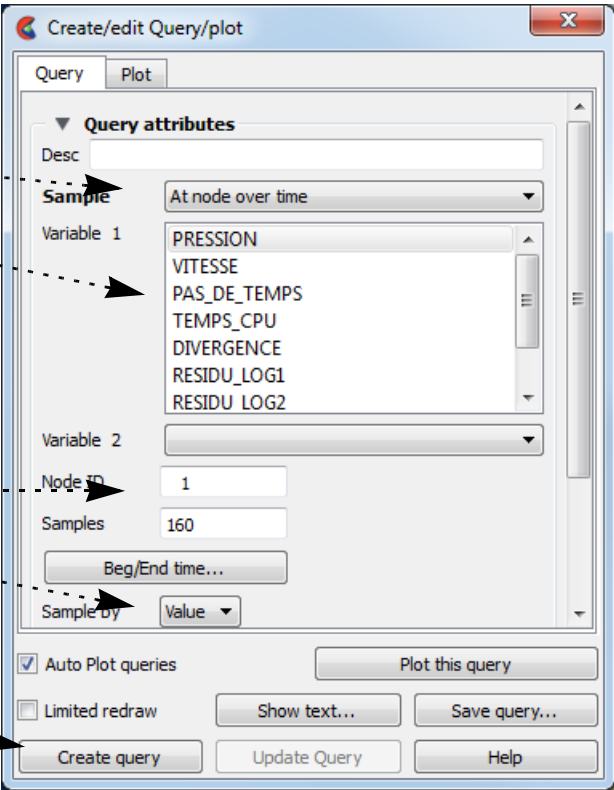 Create/edit Query/plot
Query Plot
Query attributes
Desc
Sample At node over time
Variable 1
PRESSION
VITESSE
PAS_DE_TEMPS
TEMPS_CPU
DIVERGENCE
RESIDU_LOG1
RESIDU_LOG2
Variable 2
Node ID 1
Samples 160
Beg/End time...
Sample by Value
Auto Plot queries Plot this query
Limited redraw Show text... Save query...
Create query Update Query Help